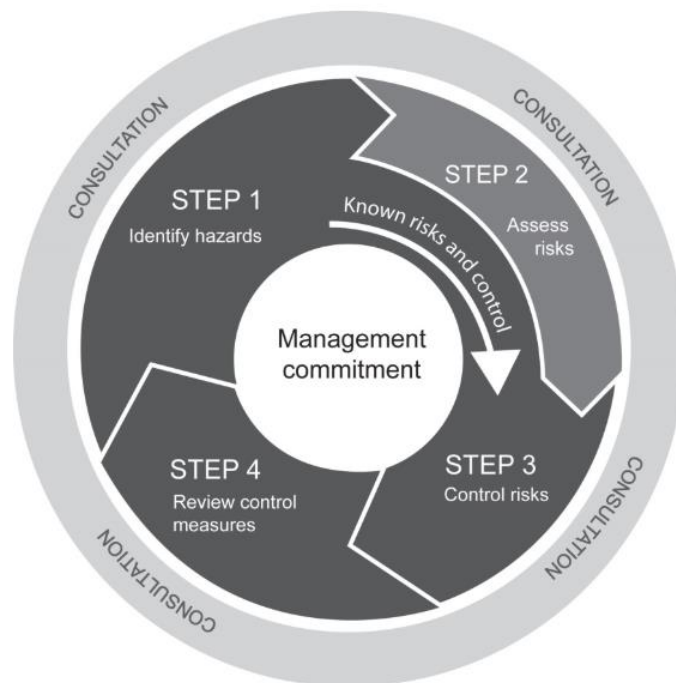 CONSULTATION
CONSULTATION
STEP 1
Identify hazards
STEP 2
Assess
risks
Known risks and control
Management
commitment
STEP 3
Control risks
STEP 4
Review control
measures
CONSULTATION
CONSULTATION